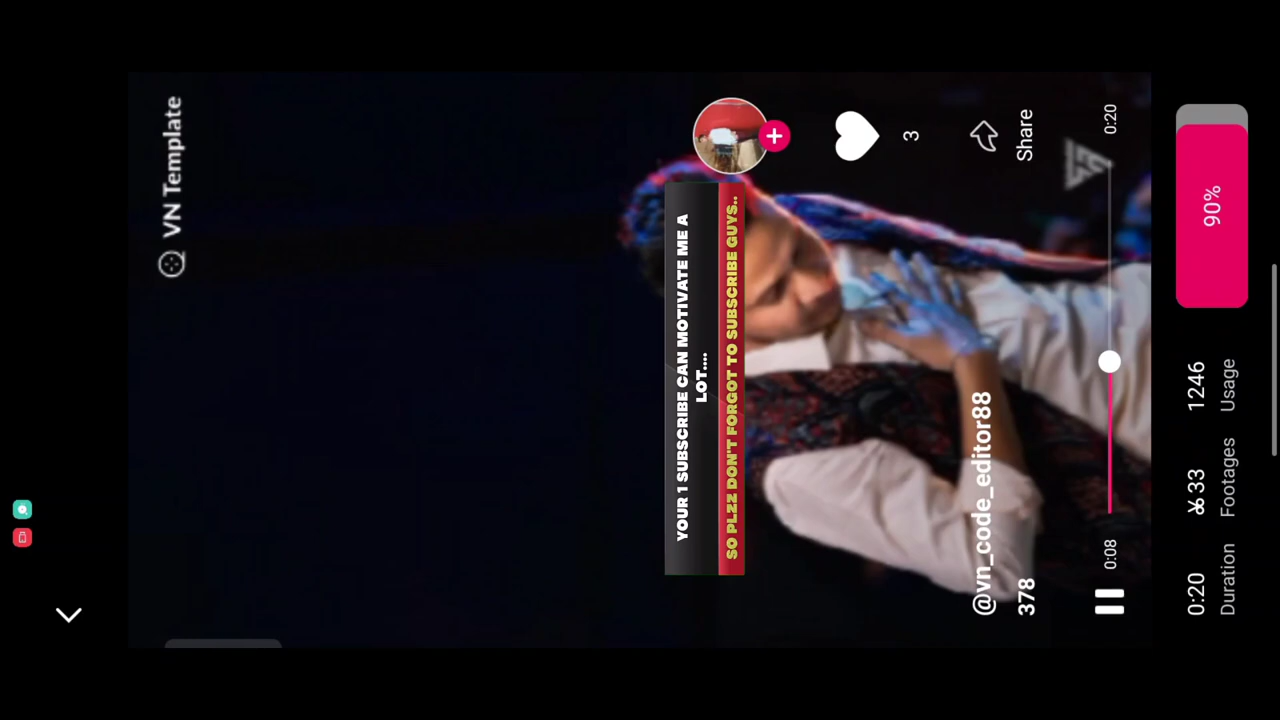 VN Template
YOUR 1 SUBSCRIBE CAN MOTIVATE ME A
LOT....
SO PLZZ DON'T FORGOT TO SUBSCRIBE GUYS..
3
Share
@vn_code_editor88
378
0:08
0:20
0:20
33
1246
Duration
Footages
Usage
90%